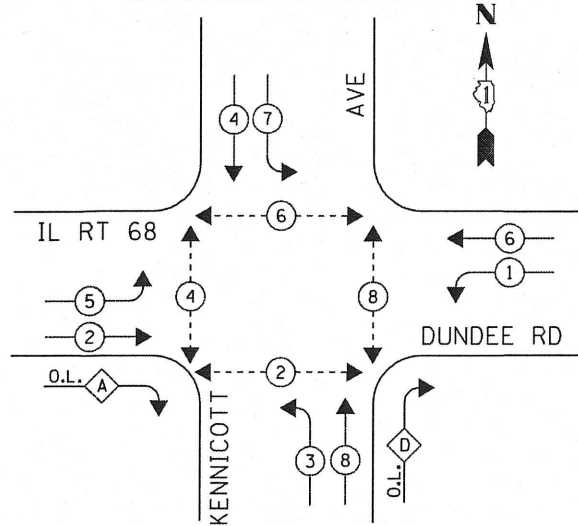 N
1
AVE
4
7
6
IL RT 68
6
5
4
8
1
2
DUNDEE RD
O.L. A
2
KENNICOTT
3
8
O.L. D